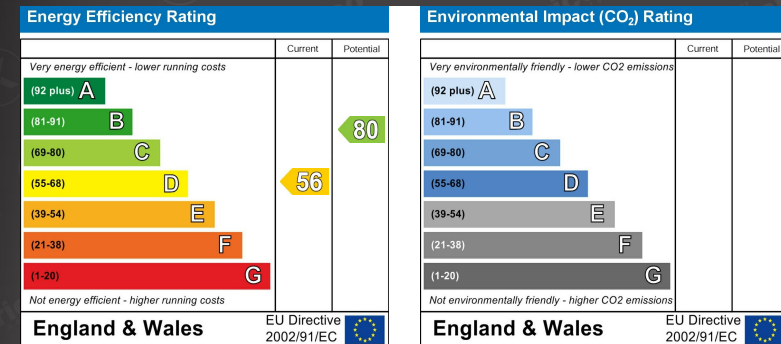 Energy Efficiency Rating
Current Potential
Very energy efficient - lower running costs
(92 plus) A
(81-91) B
80
(69-80) C
(55-68) D
56
(39-54) E
(21-38) F
(1-20) G
Not energy efficient - higher running costs
England & Wales
EU Directive
2002/91/EC
Environmental Impact (CO₂) Rating
Current Potential
Very environmentally friendly - lower CO2 emissions
(92 plus) A
(81-91) B
(69-80) C
(55-68) D
(39-54) E
(21-38) F
(1-20) G
Not environmentally friendly - higher CO2 emissions
England & Wales
EU Directive
2002/91/EC